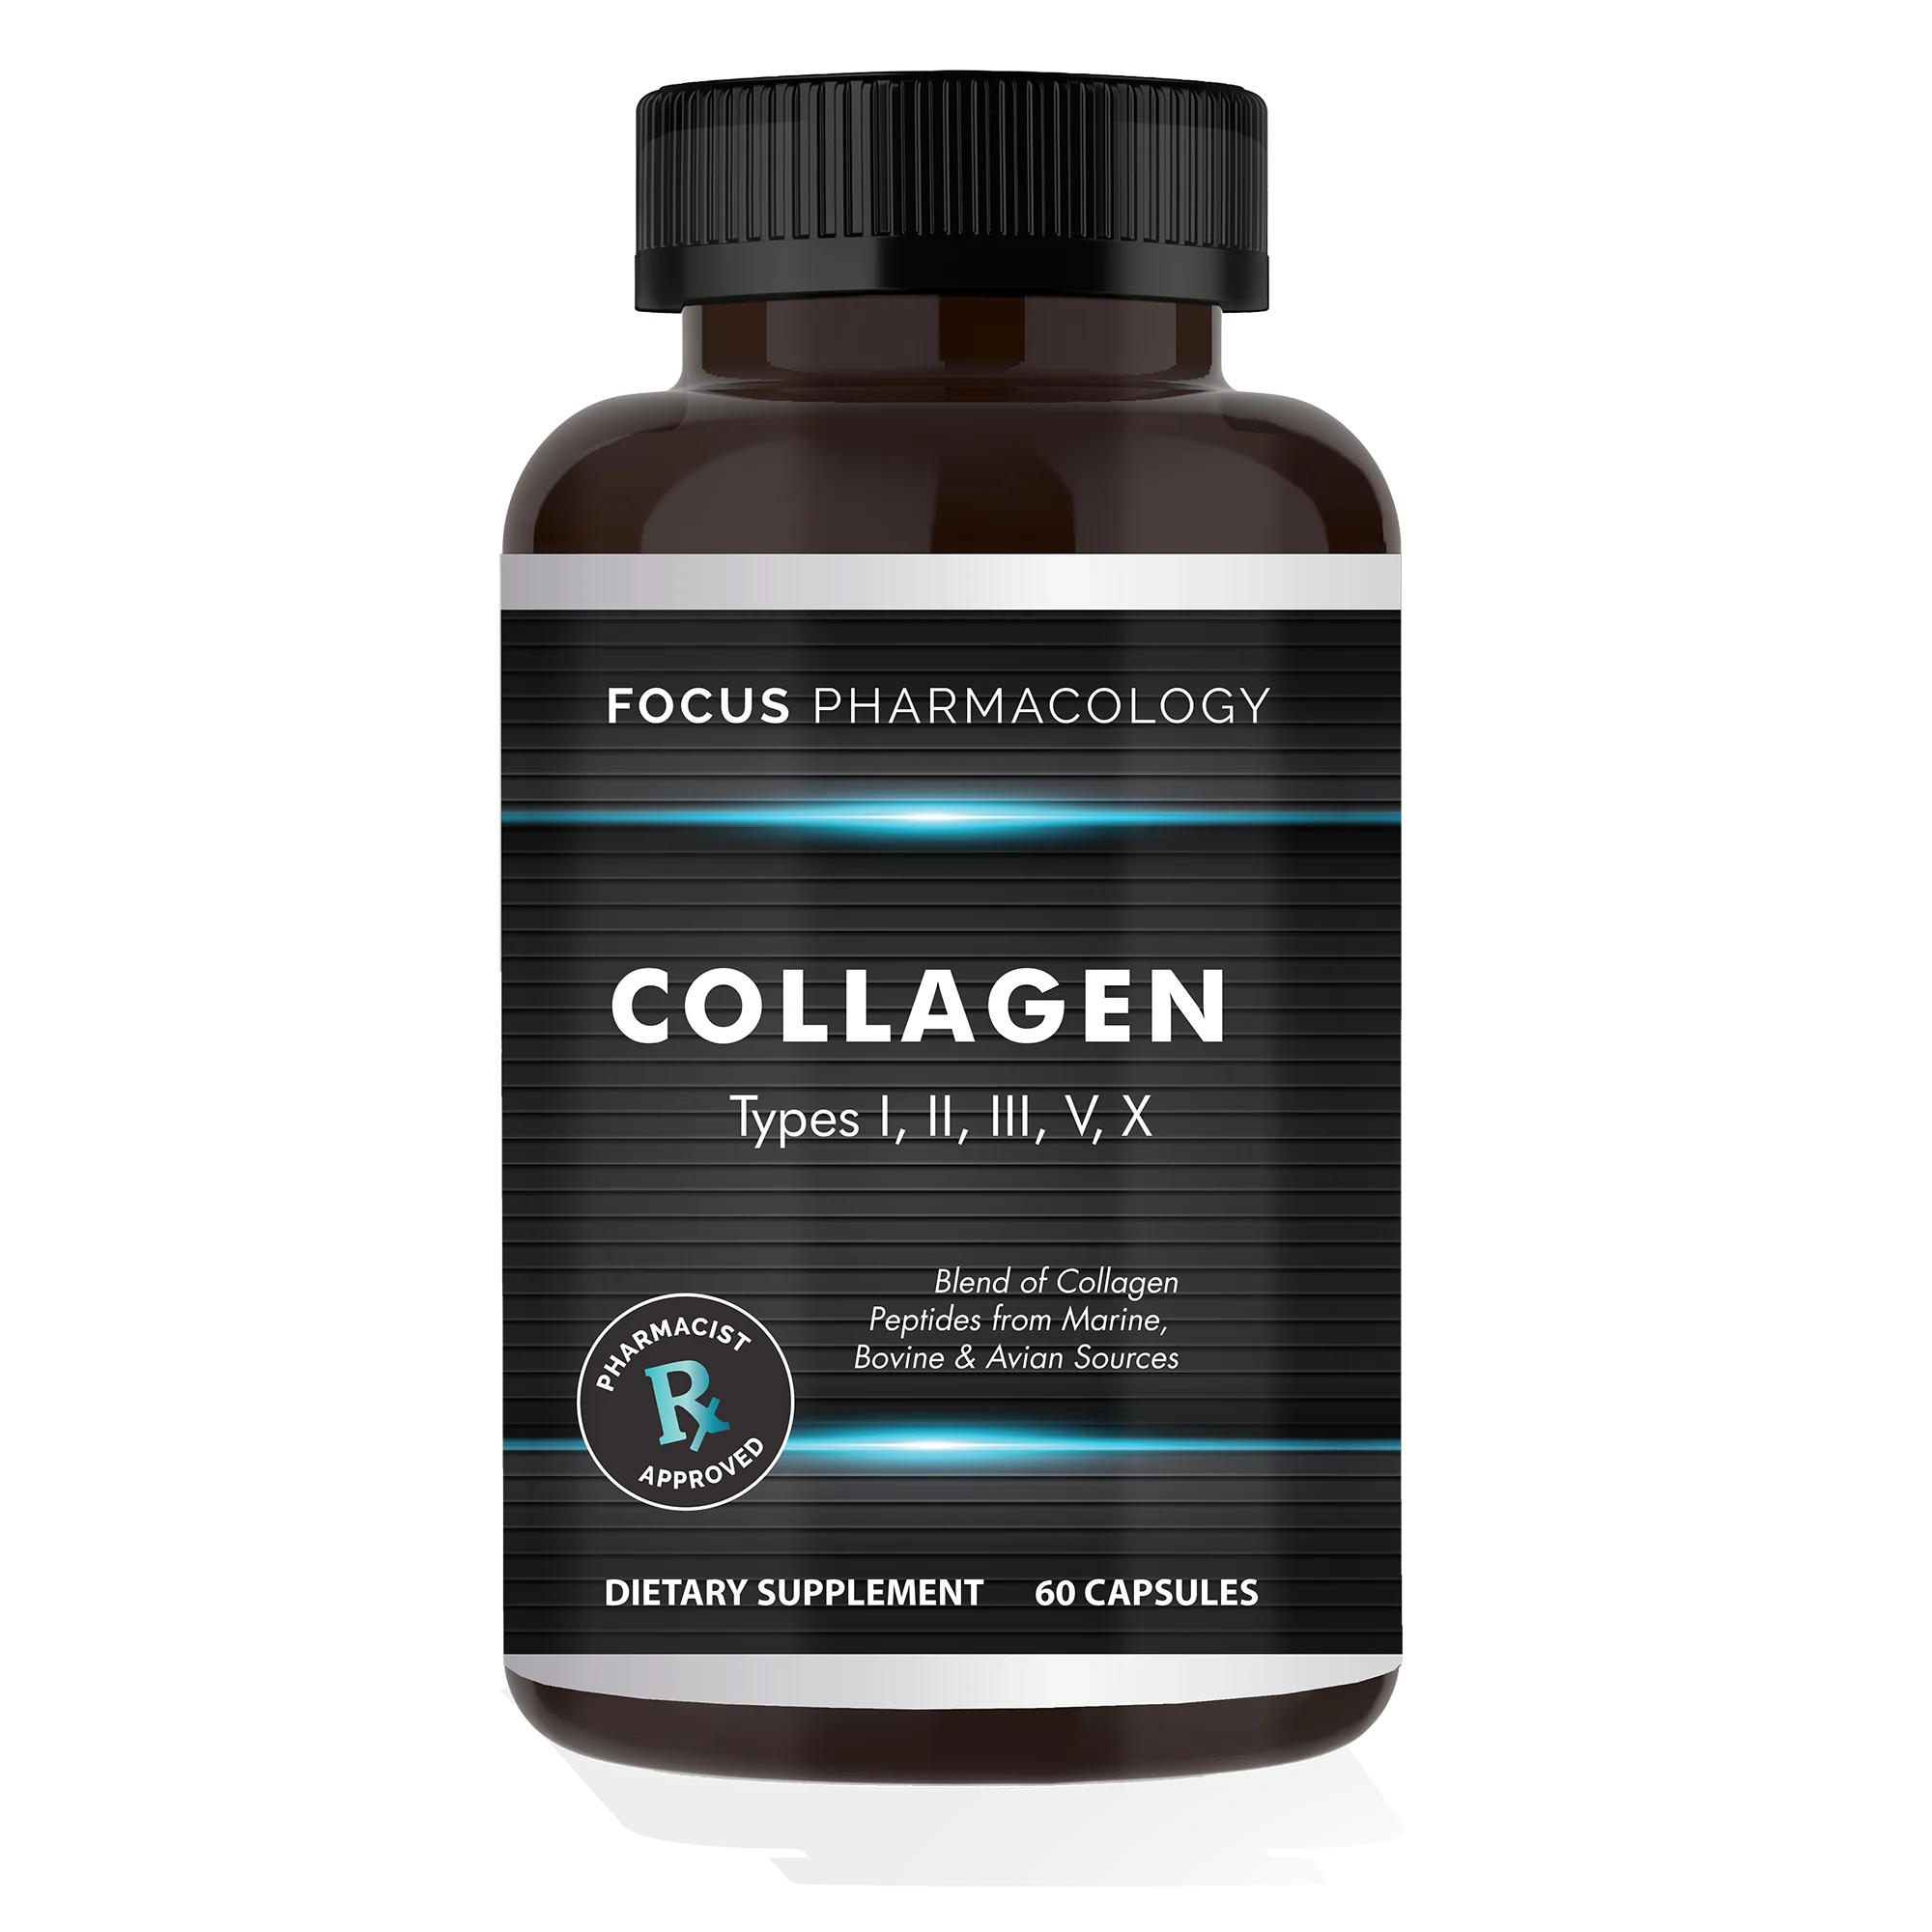 FOCUS PHARMACOLOGY
COLLAGEN
Types I, II, III, V, X
Blend of Collagen
Peptides from Marine,
Bovine & Avian Sources
PHARMACIST
Rx
APPROVED
DIETARY SUPPLEMENT 60 CAPSULES